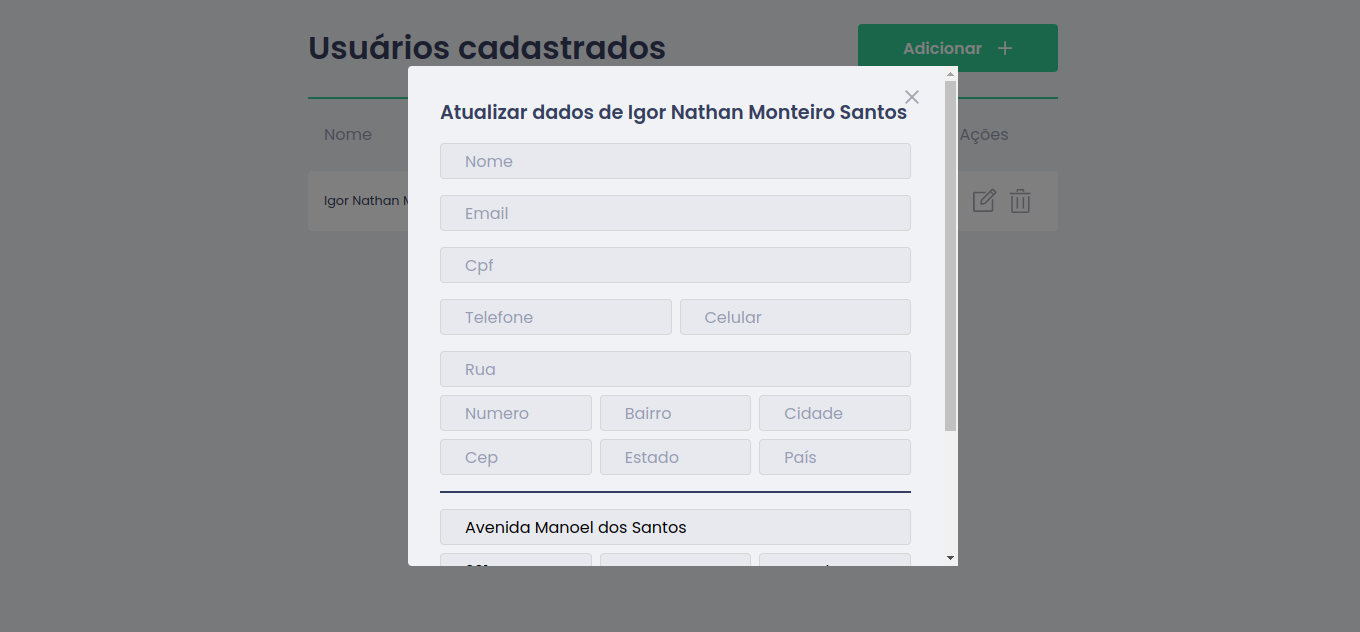 Usuários cadastrados
Adicionar
Atualizar dados de Igor Nathan Monteiro Santos
Nome
Ações
Igor Nathan
Nome
Email
Cpf
Telefone Celular
Rua
Numero Bairro Cidade
Cep Estado País
Avenida Manoel dos Santos